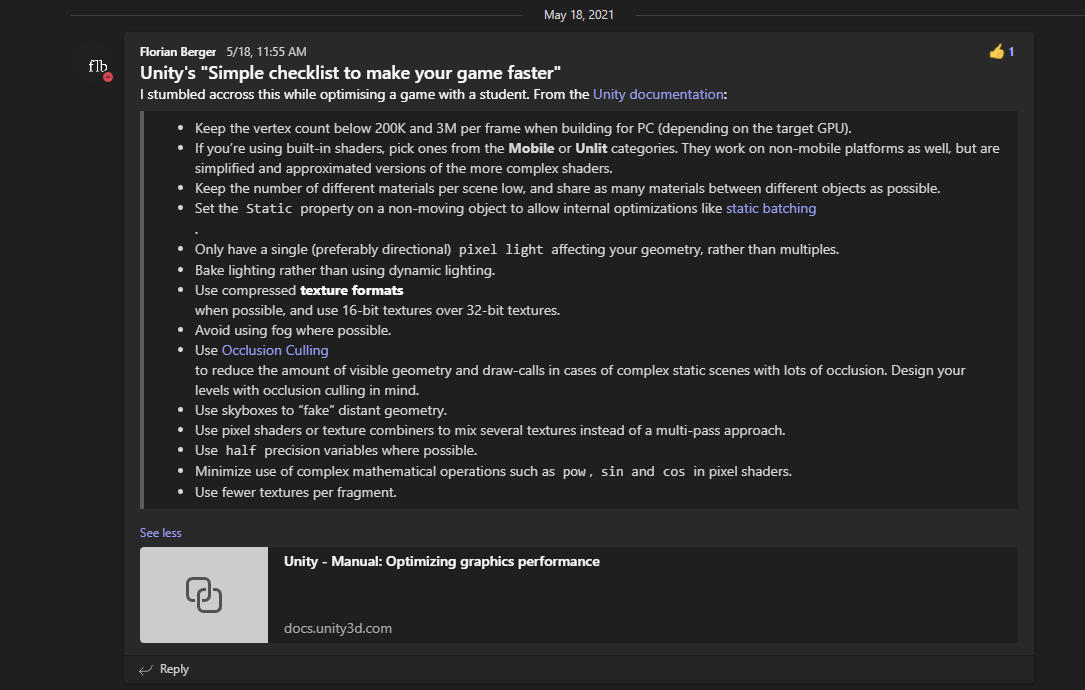 May 18, 2021
Florian Berger 5/18, 11:55 AM
👍 1
flb
Unity's "Simple checklist to make your game faster"
I stumbled accross this while optimising a game with a student. From the Unity documentation:
• Keep the vertex count below 200K and 3M per frame when building for PC (depending on the target GPU).
• If you're using built-in shaders, pick ones from the Mobile or Unlit categories. They work on non-mobile platforms as well, but are
simplified and approximated versions of the more complex shaders.
• Keep the number of different materials per scene low, and share as many materials between different objects as possible.
• Set the Static property on a non-moving object to allow internal optimizations like static batching
.
• Only have a single (preferably directional) pixel light affecting your geometry, rather than multiples.
• Bake lighting rather than using dynamic lighting.
• Use compressed texture formats
when possible, and use 16-bit textures over 32-bit textures.
• Avoid using fog where possible.
• Use Occlusion Culling
to reduce the amount of visible geometry and draw-calls in cases of complex static scenes with lots of occlusion. Design your
levels with occlusion culling in mind.
• Use skyboxes to “fake” distant geometry.
• Use pixel shaders or texture combiners to mix several textures instead of a multi-pass approach.
• Use half precision variables where possible.
• Minimize use of complex mathematical operations such as pow, sin and cos in pixel shaders.
• Use fewer textures per fragment.
See less
Unity - Manual: Optimizing graphics performance
docs.unity3d.com
Reply